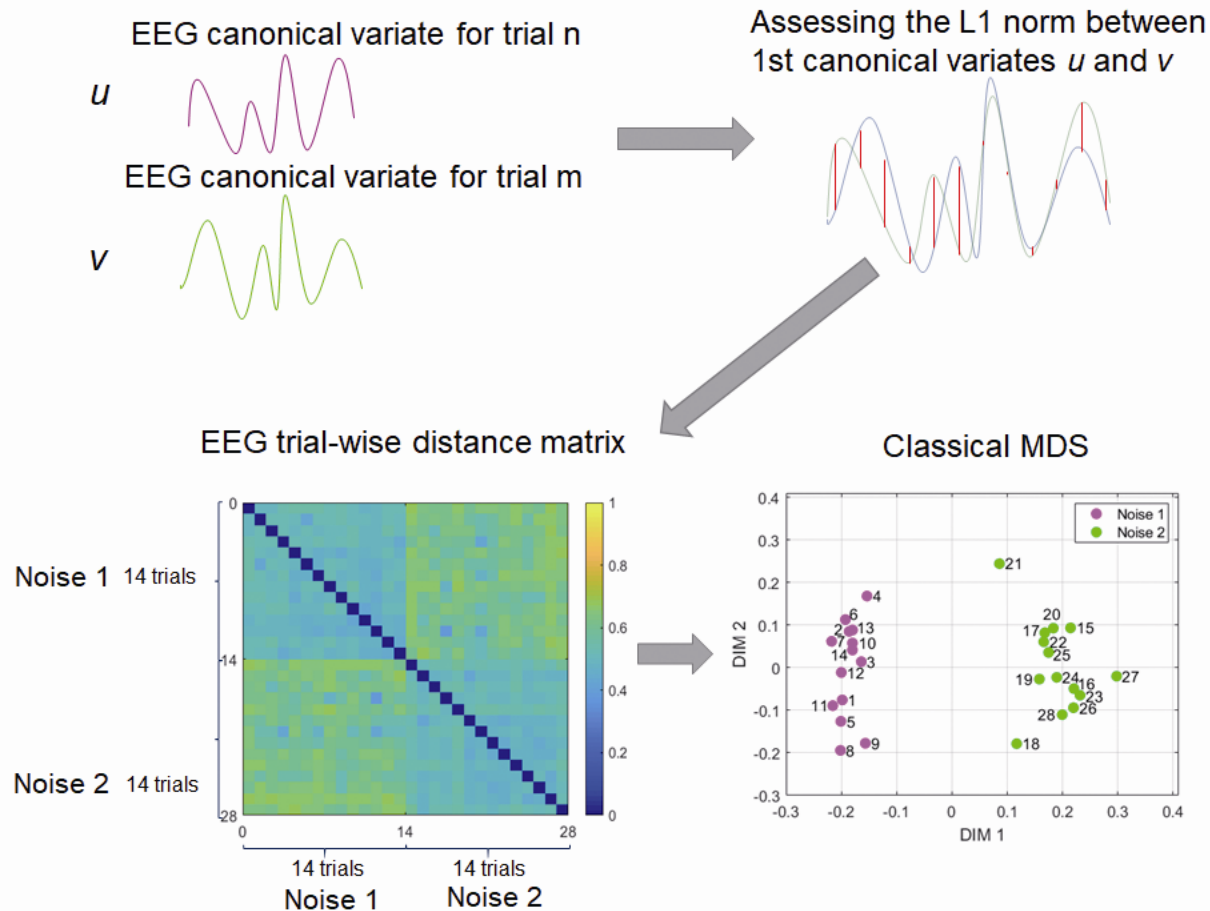 EEG canonical variate for trial n
u
EEG canonical variate for trial m
v
Assessing the L1 norm between
1st canonical variates u and v
EEG trial-wise distance matrix
0
14
28
Noise 1 14 trials
Noise 2 14 trials
0 14 28
14 trials 14 trials
Noise 1 Noise 2
1
0.8
0.6
0.4
0.2
0
Classical MDS
Noise 1
Noise 2
DIM 2
0.4
0.3
0.2
0.1
0
-0.1
-0.2
-0.3
21
4
6
2 13
7 10
14 3
12
11 1
5
8 9
20 15
17
22
25
19 24 16 27
23
28 26
18
-0.3 -0.2 -0.1 0 0.1 0.2 0.3 0.4
DIM 1